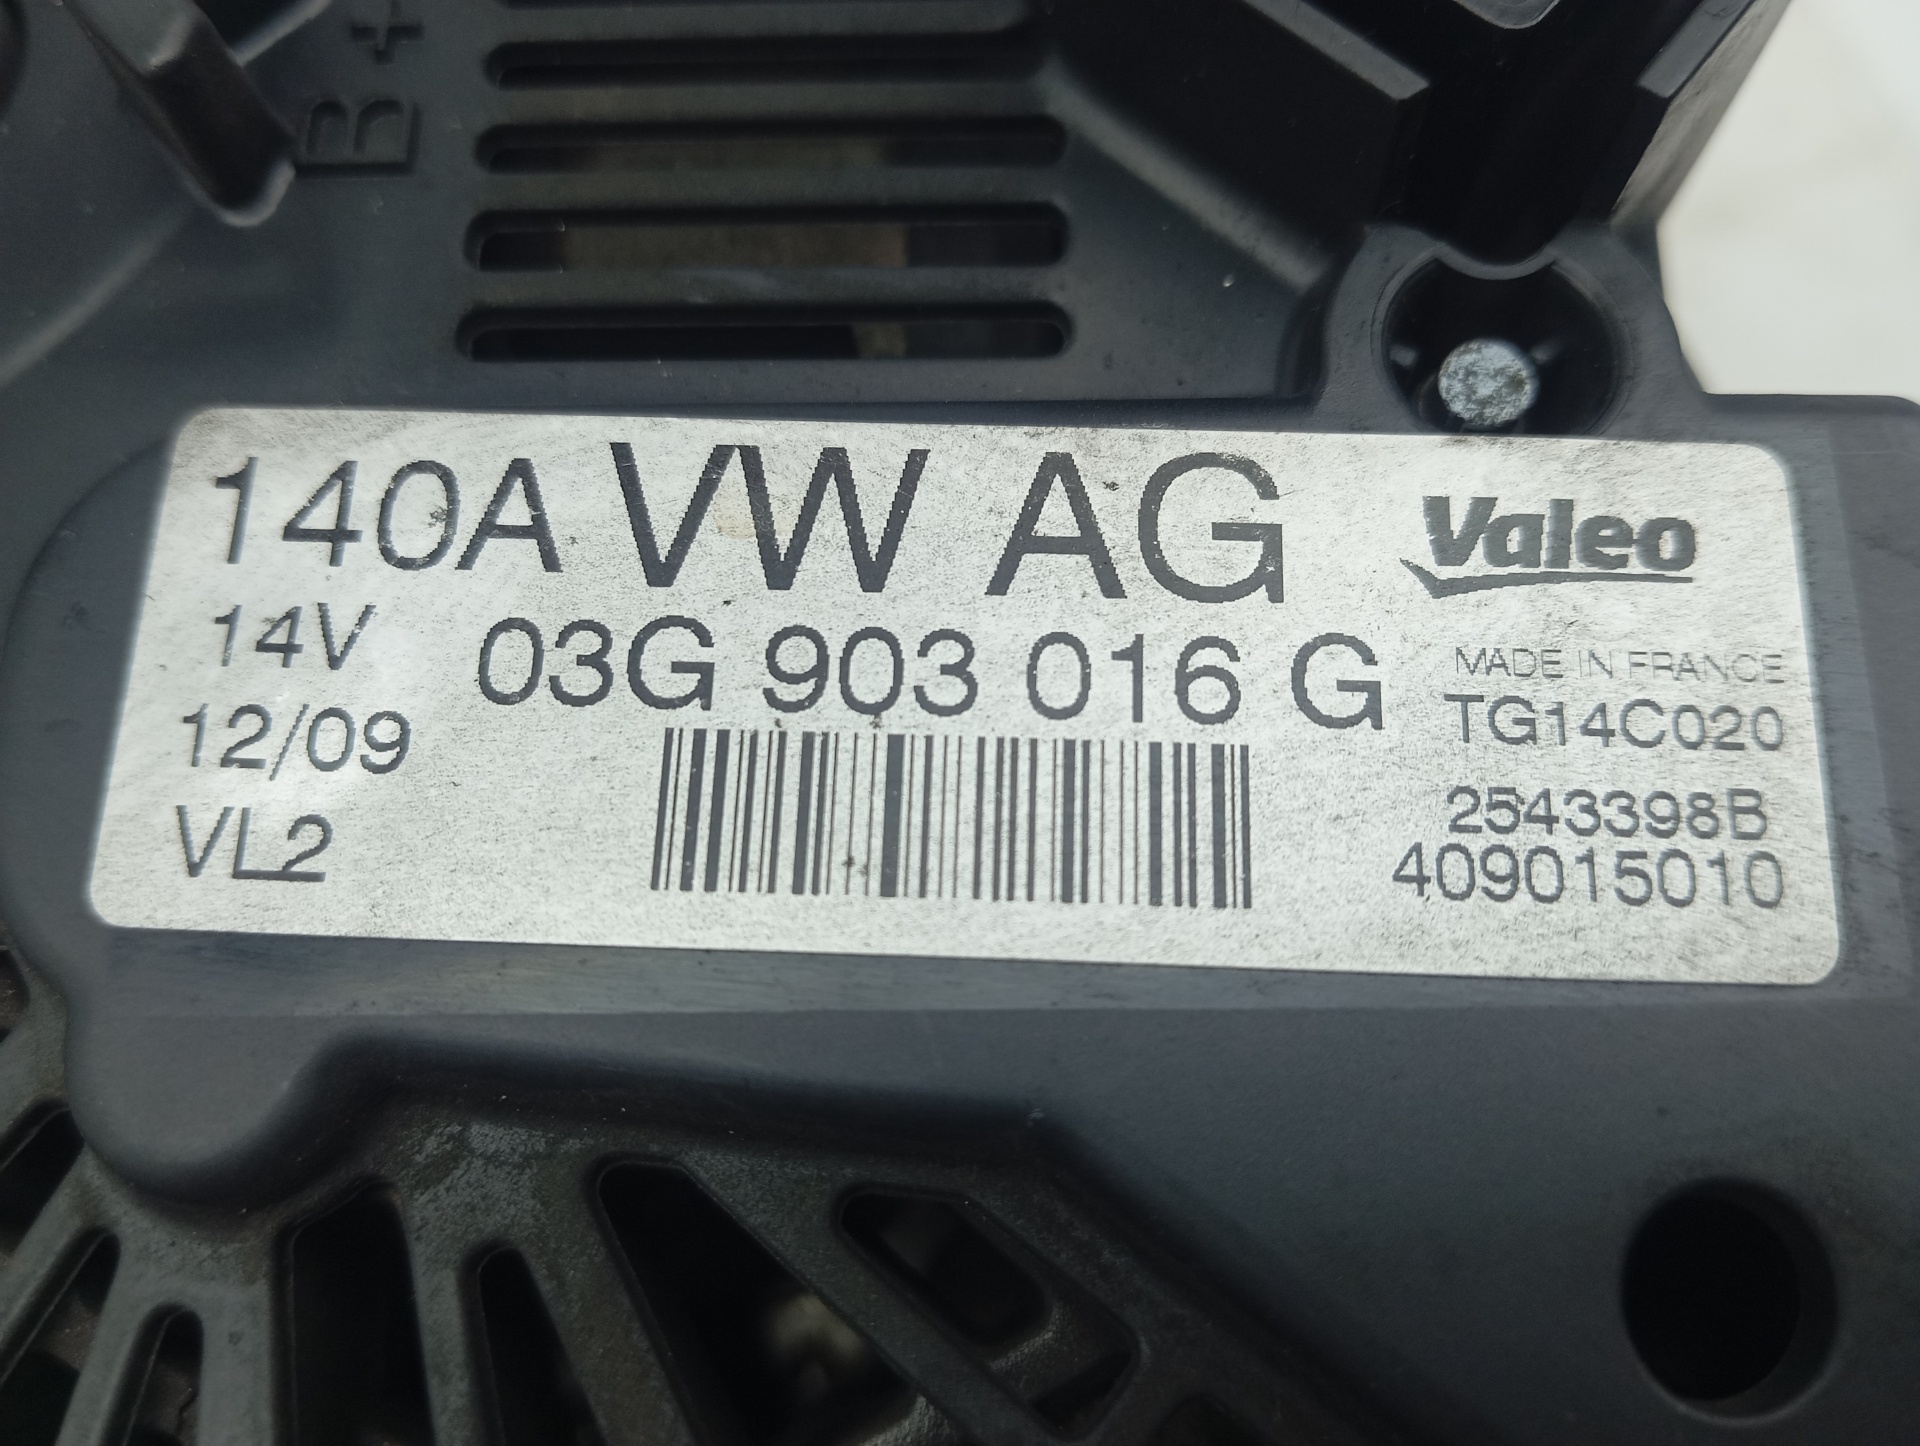 B+
140A VW AG Valeo
14V 03G 903 016 G MADE IN FRANCE
12/09 TG14C020
VL2 2543398B
409015010